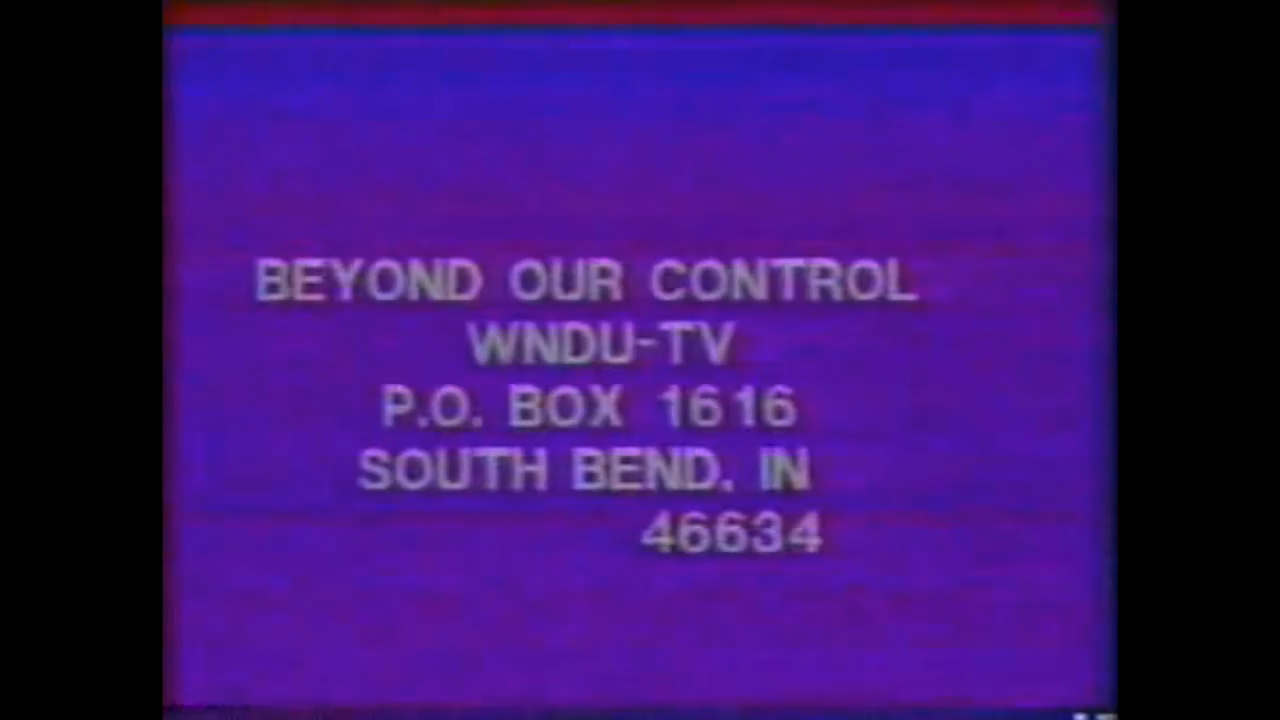 BEYOND OUR CONTROL
WNDU-TV
P.O. BOX 1616
SOUTH BEND, IN
46634